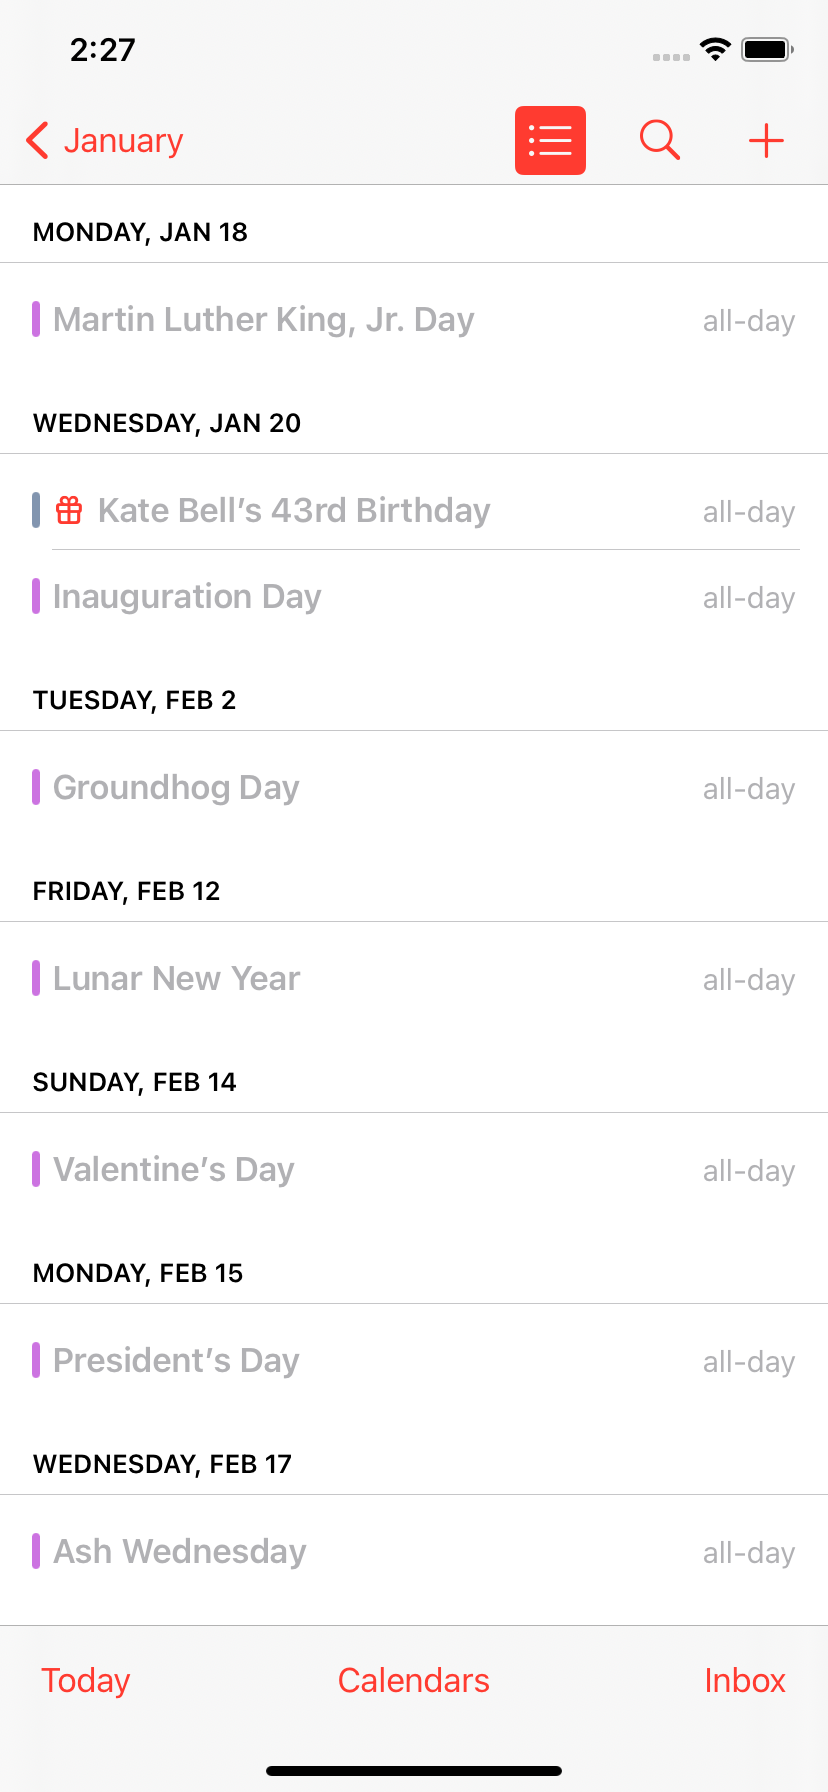 2:27
January
MONDAY, JAN 18
Martin Luther King, Jr. Day all-day
WEDNESDAY, JAN 20
Kate Bell’s 43rd Birthday all-day
Inauguration Day all-day
TUESDAY, FEB 2
Groundhog Day all-day
FRIDAY, FEB 12
Lunar New Year all-day
SUNDAY, FEB 14
Valentine’s Day all-day
MONDAY, FEB 15
President’s Day all-day
WEDNESDAY, FEB 17
Ash Wednesday all-day
Today Calendars Inbox